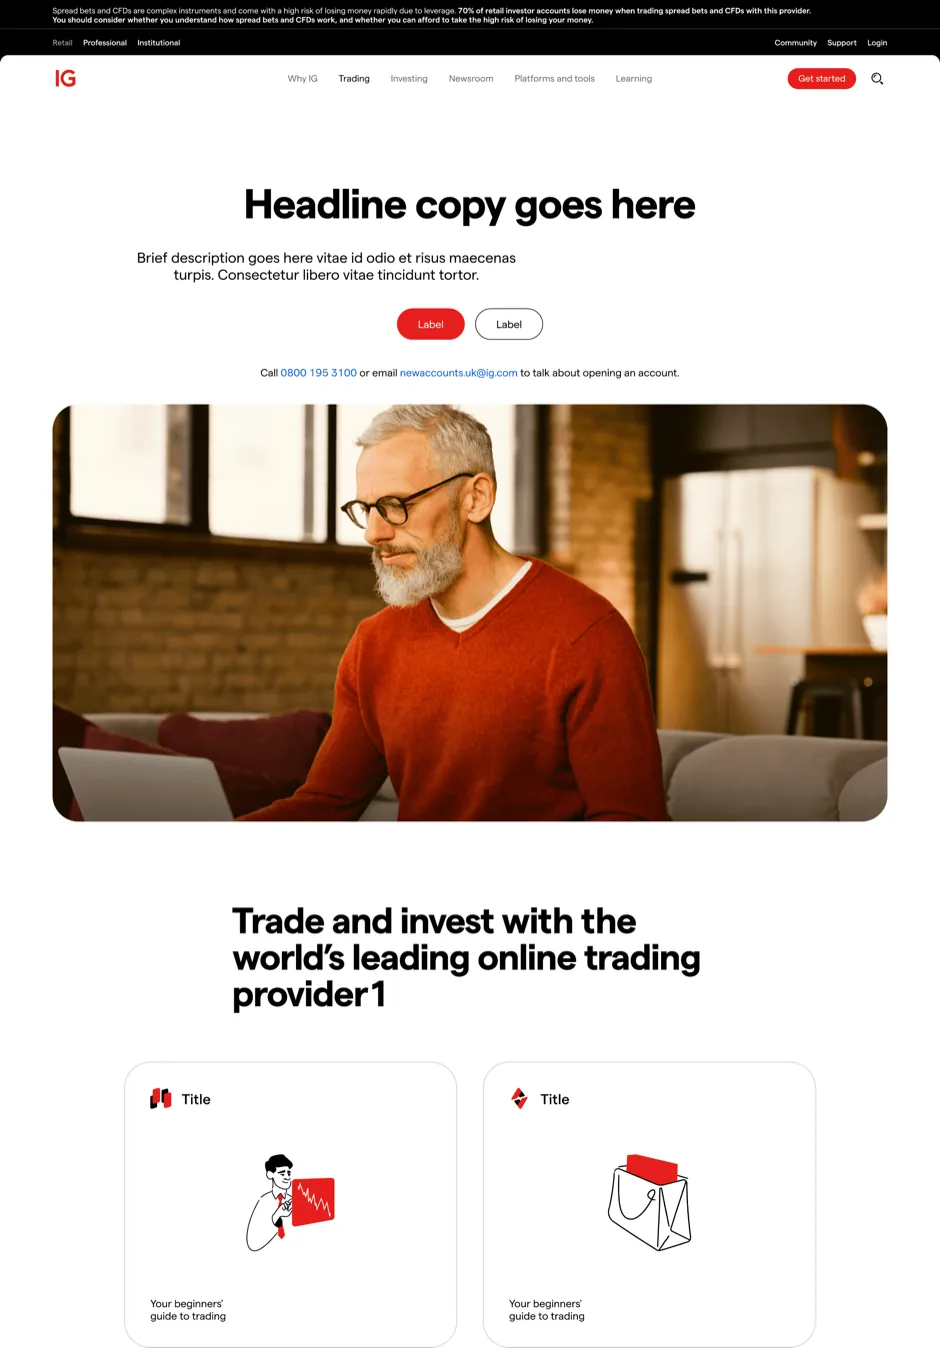 Spread bets and CFDs are complex instruments and come with a high risk of losing money rapidly due to leverage. 70% of retail investor accounts lose money when trading spread bets and CFDs with this provider.
You should consider whether you understand how spread bets and CFDs work, and whether you can afford to take the high risk of losing your money.
Retail Professional Institutional Community Support Login
IG Why IG Trading Investing Newsroom Platforms and tools Learning Get started
Headline copy goes here
Brief description goes here vitae id odio et risus maecenas
turpis. Consectetur libero vitae tincidunt tortor.
Label Label
Call 0800 195 3100 or email newaccounts.uk@ig.com to talk about opening an account.
Trade and invest with the
world's leading online trading
provider1
Title
Your beginners'
guide to trading
Title
Your beginners'
guide to trading